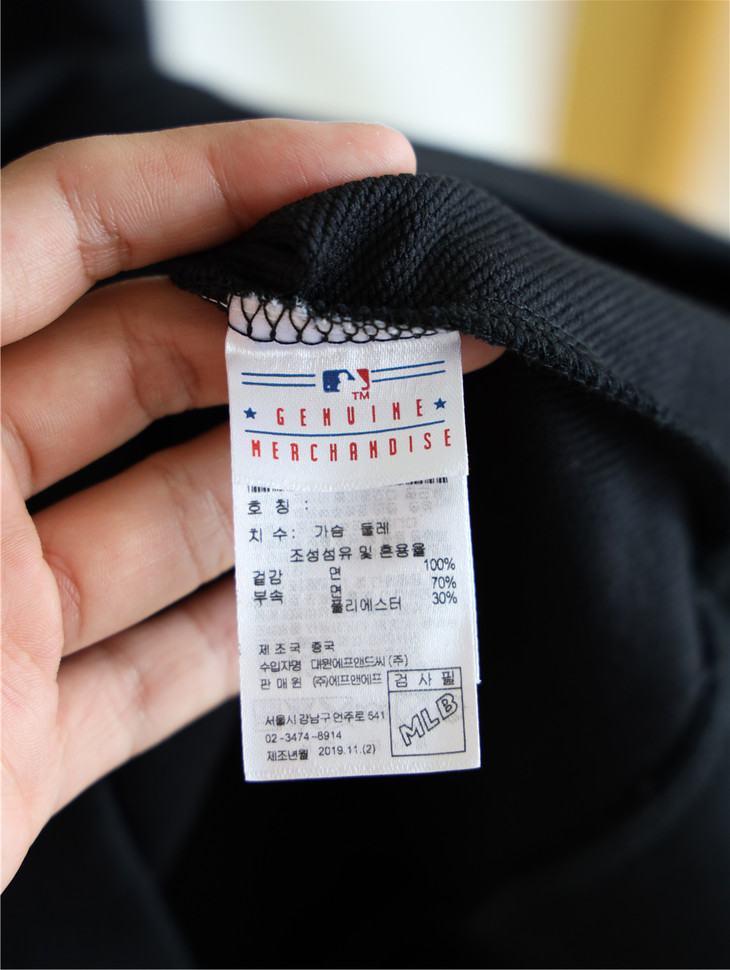 TM
GENUINE
MERCHANDISE
호 칭 :
치 수 : 가슴 둘레
조성섬유 및 혼용율
겉감 면 100%
부속 면 70%
폴리에스터 30%
제 조 국 중국
수입자명 대원에프앤드씨 (주)
판 매 원 (주)에프앤에프
검 사 필
MLB
서울시 강남구 언주로 541
02-3474-8914
제조년월 2019.11.(2)